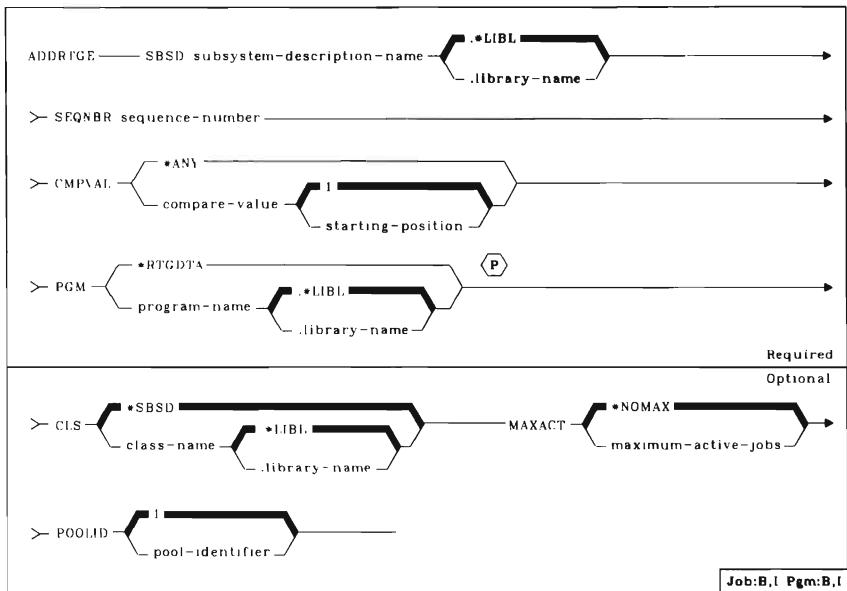 .*LIBL
ADDRTGE SBSD subsystem-description-name
.library-name
SEQNBR sequence-number
*ANY
CMPVAL
1
compare-value
starting-position
*RTGDTA
P
PGM
.*LIBL
program-name
.library-name
Required
Optional
*SBSD
*NOMAX
CLS
MAXACT
*LIBL
class-name
maximum-active-jobs
.library-name
1
POOLID
pool-identifier
Job:B,I Pgm:B,I